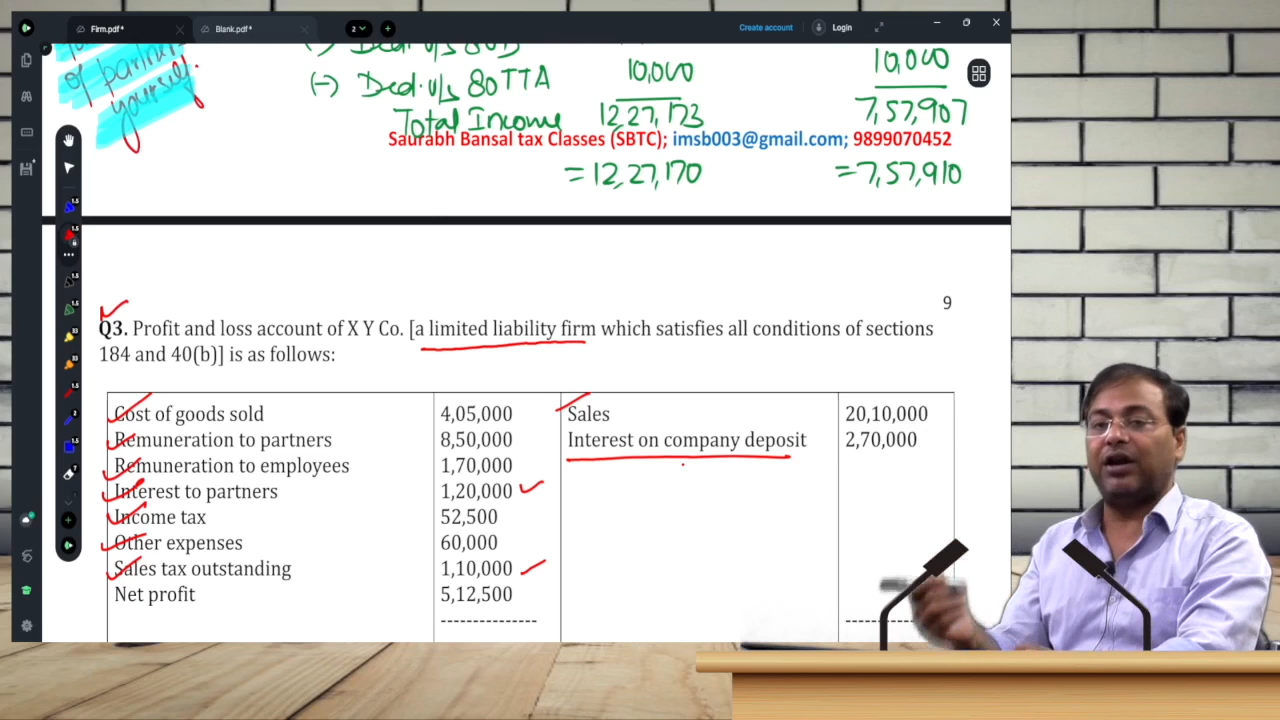 Firm.pdf*
Blank.pdf*
2
Create account
Login
of partner-
yourself.
10,000
10,000
(-) Ded. u/s 80TTA
Total Income 12,27,173 7,57,907
Saurabh Bansal tax Classes (SBTC); imsb003@gmail.com; 9899070452
= 12,27,170 = 7,57,910
9
Q3. Profit and loss account of X Y Co. [a limited liability firm which satisfies all conditions of sections
184 and 40(b)] is as follows:
Cost of goods sold 4,05,000 Sales 20,10,000
Remuneration to partners 8,50,000 Interest on company deposit 2,70,000
Remuneration to employees 1,70,000
Interest to partners 1,20,000
Income tax 52,500
Other expenses 60,000
Sales tax outstanding 1,10,000
Net profit 5,12,500